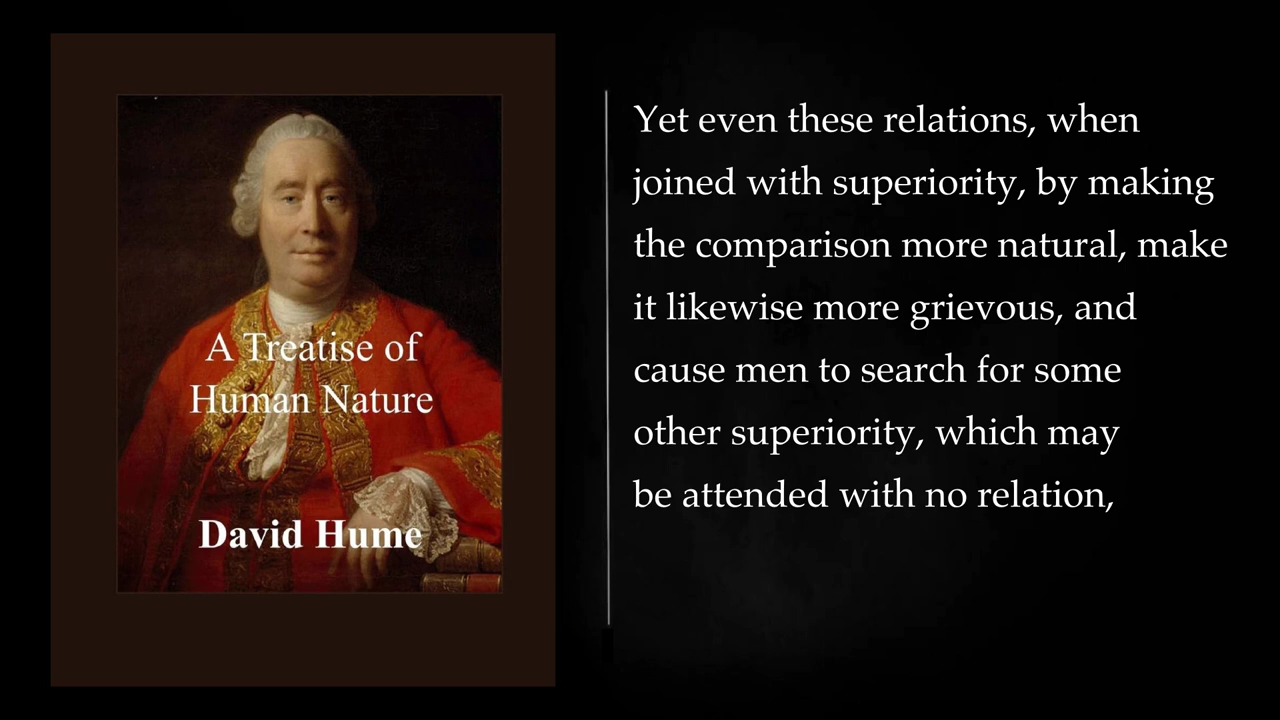 A Treatise of
Human Nature
David Hume
Yet even these relations, when
joined with superiority, by making
the comparison more natural, make
it likewise more grievous, and
cause men to search for some
other superiority, which may
be attended with no relation,